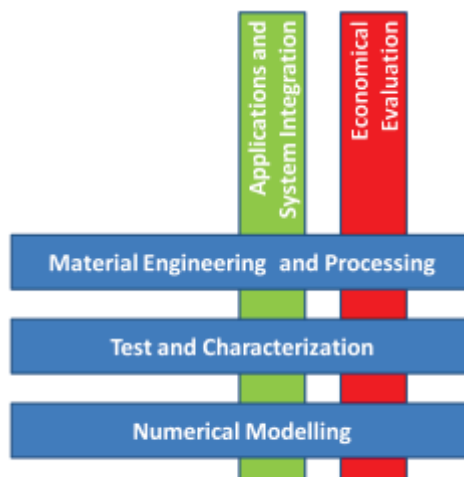 Applications and
System Integration
Economical
Evaluation
Material Engineering and Processing
Test and Characterization
Numerical Modelling